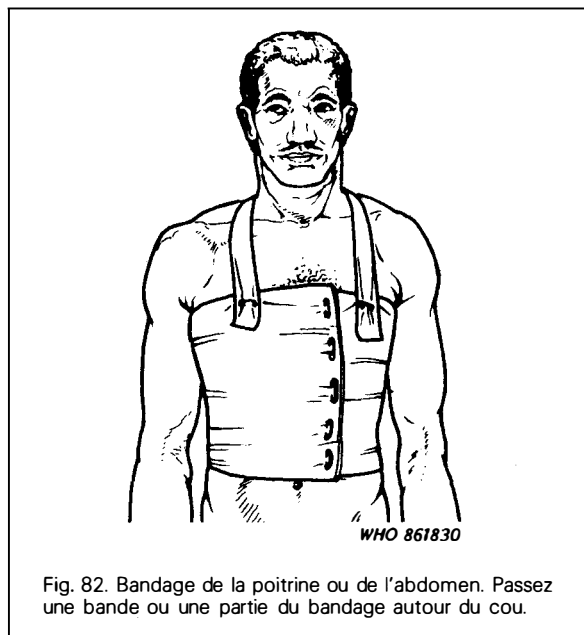 WHO 861830
Fig. 82. Bandage de la poitrine ou de l'abdomen. Passez
une bande ou une partie du bandage autour du cou.